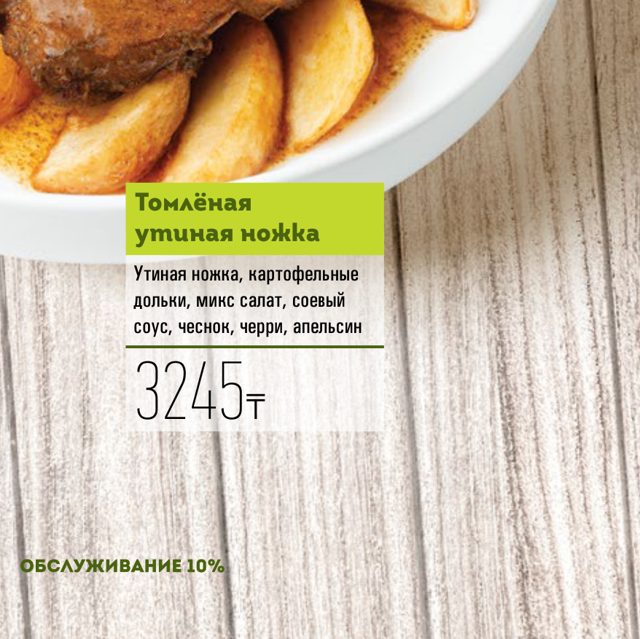 Томлёная
утиная ножка
Утиная ножка, картофельные
дольки, микс салат, соевый
соус, чеснок, черри, апельсин
3245₸
ОБСЛУЖИВАНИЕ 10%